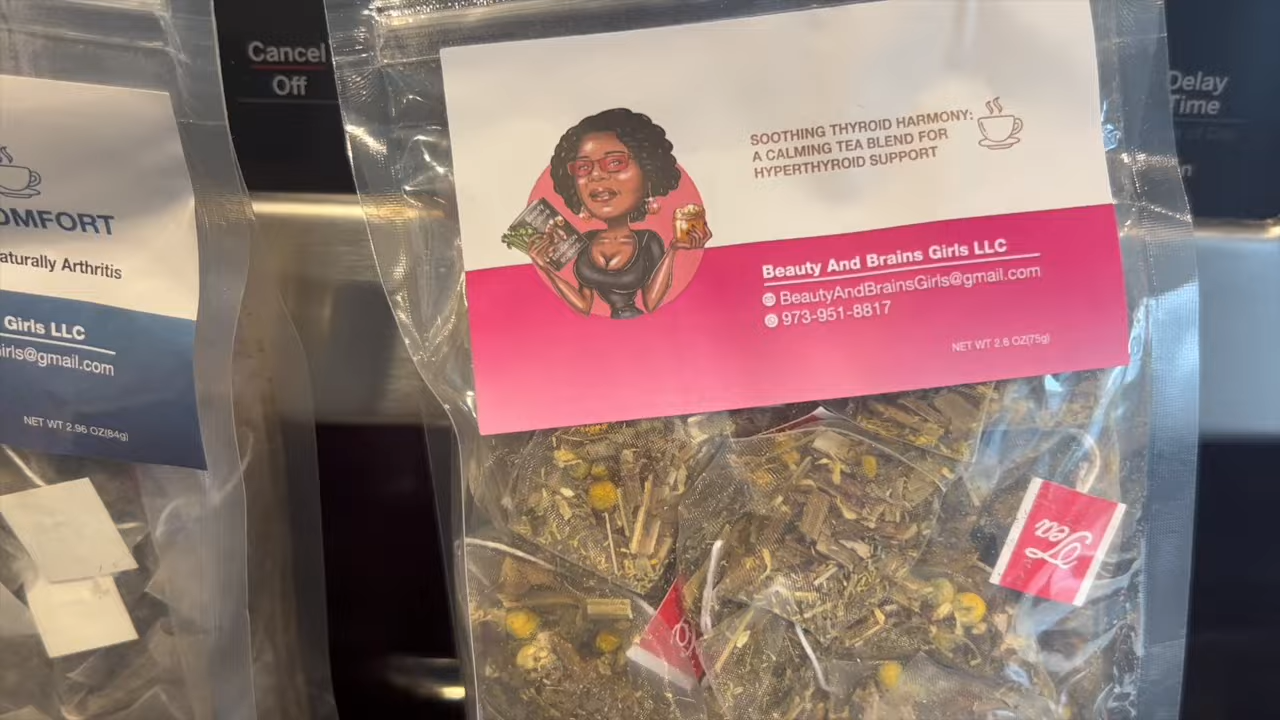 Cancel
Off
Delay
Time
OMFORT
aturally Arthritis
Girls LLC
irls@gmail.com
NET WT 2.96 OZ(84g)
SOOTHING THYROID HARMONY:
A CALMING TEA BLEND FOR
HYPERTHYROID SUPPORT
Beauty And Brains Girls LLC
BeautyAndBrainsGirls@gmail.com
973-951-8817
NET WT 2.6 OZ(75g)
Tea